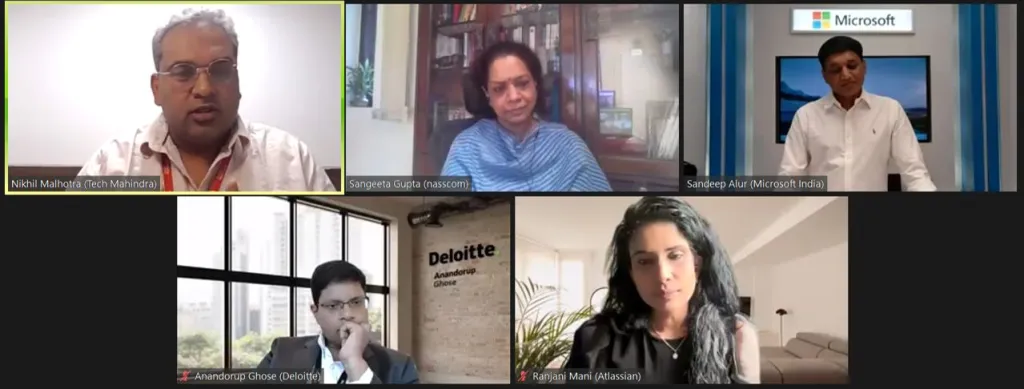 Microsoft
Nikhil Malhotra (Tech Mahindra)
Sangeeta Gupta (nasscom)
Sandeep Alur (Microsoft India)
Deloitte
Anandorup
Ghose
Anandorup Ghose (Deloitte)
Ranjani Mani (Atlassian)